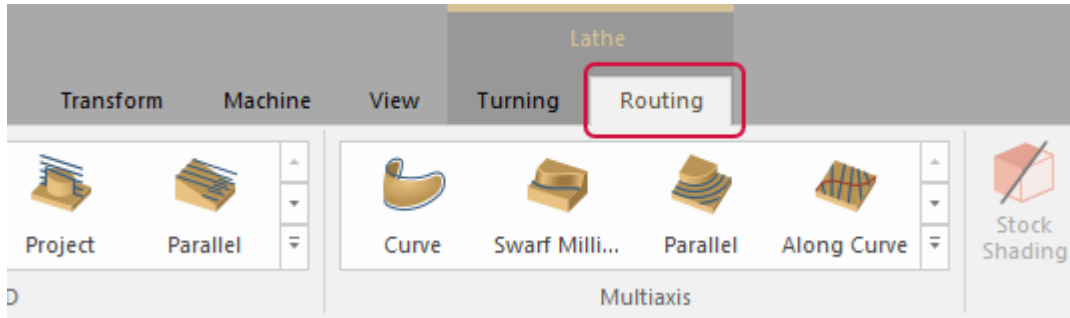 Lathe
Transform Machine View Turning Routing
Project Parallel Curve Swarf Milli... Parallel Along Curve Stock Shading
D Multiaxis